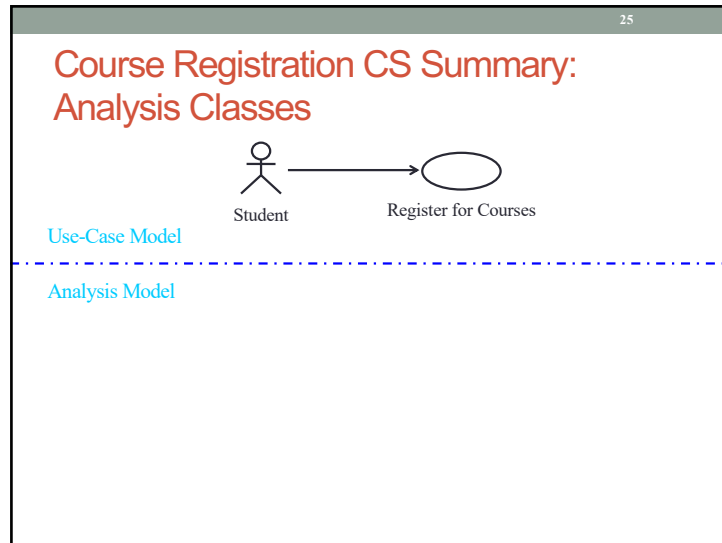 25
Course Registration CS Summary:
Analysis Classes
Student
Register for Courses
Use-Case Model
Analysis Model